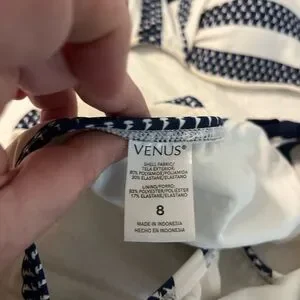 VENUS®
SHELL FABRIC/
TELA EXTERIOR:
80% POLYAMIDE/POLIAMIDA
20% ELASTANE/ELASTANO
LINING/FORRO:
83% POLYESTER/POLIESTER
17% ELASTANE/ELASTANO
8
MADE IN INDONESIA
HECHO EN INDONESIA